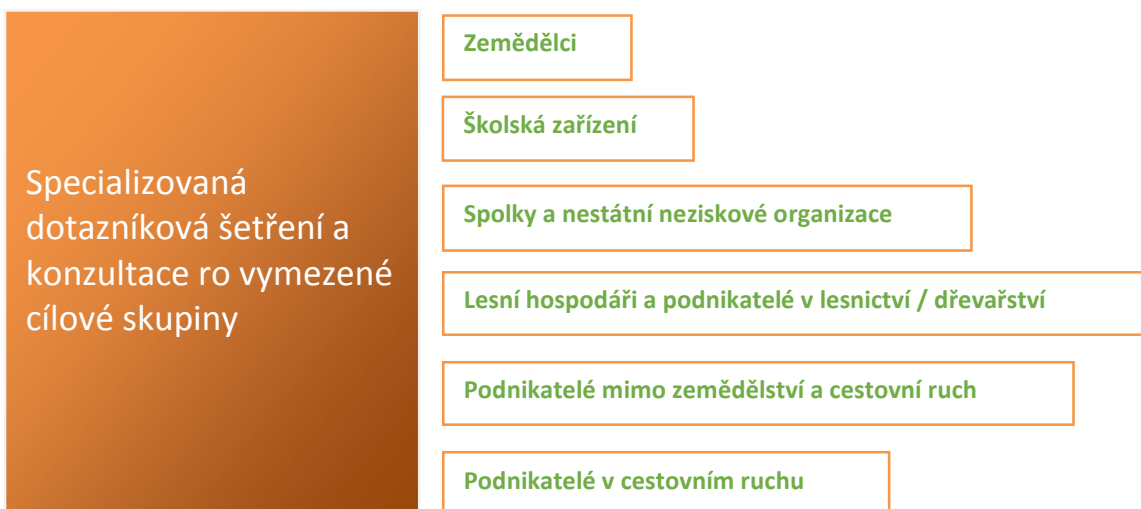 Specializovaná
dotazníková šetření a
konzultace ro vymezené
cílové skupiny
Zemědělci
Školská zařízení
Spolky a nestátní neziskové organizace
Lesní hospodáři a podnikatelé v lesnictví / dřevařství
Podnikatelé mimo zemědělství a cestovní ruch
Podnikatelé v cestovním ruchu